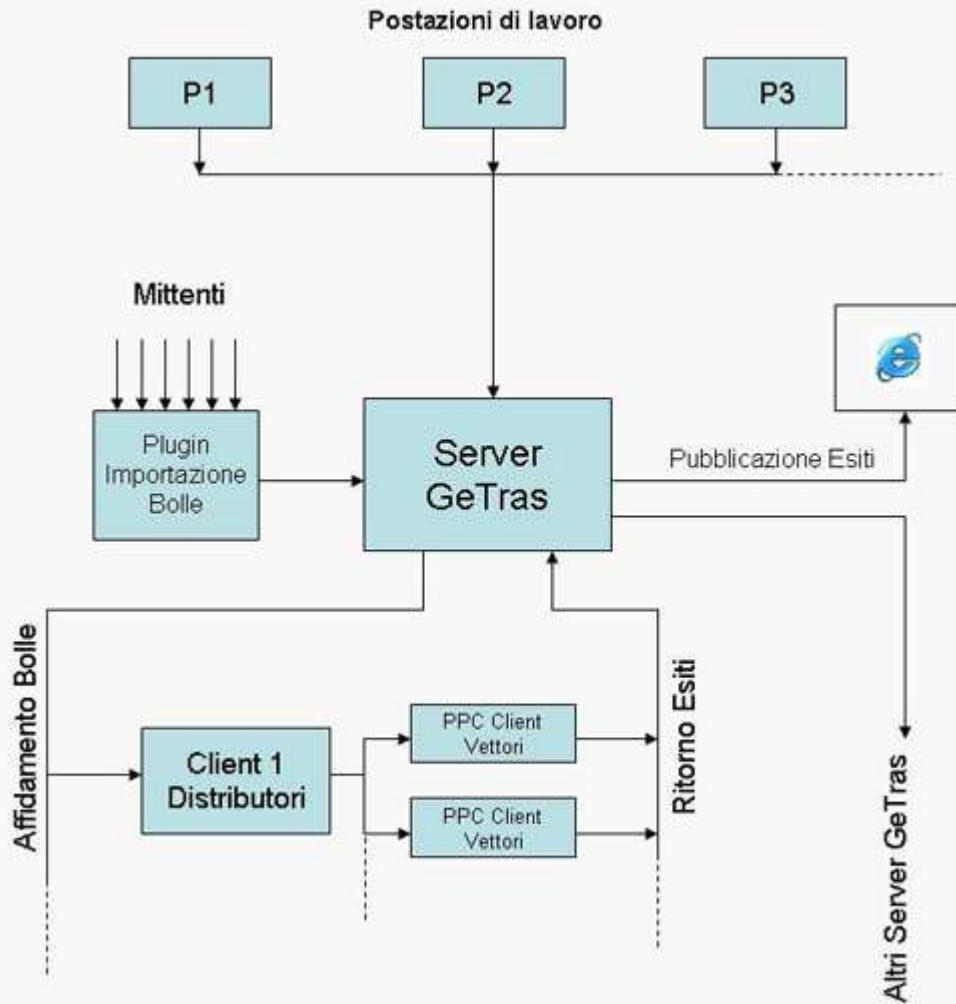 Postazioni di lavoro
P1
P2
P3
Mittenti
Plugin
Importazione
Bolle
Server
GeTras
Pubblicazione Esiti
Affidamento Bolle
Client 1
Distributori
PPC Client
Vettori
PPC Client
Vettori
Ritorno Esiti
Altri Server GeTras